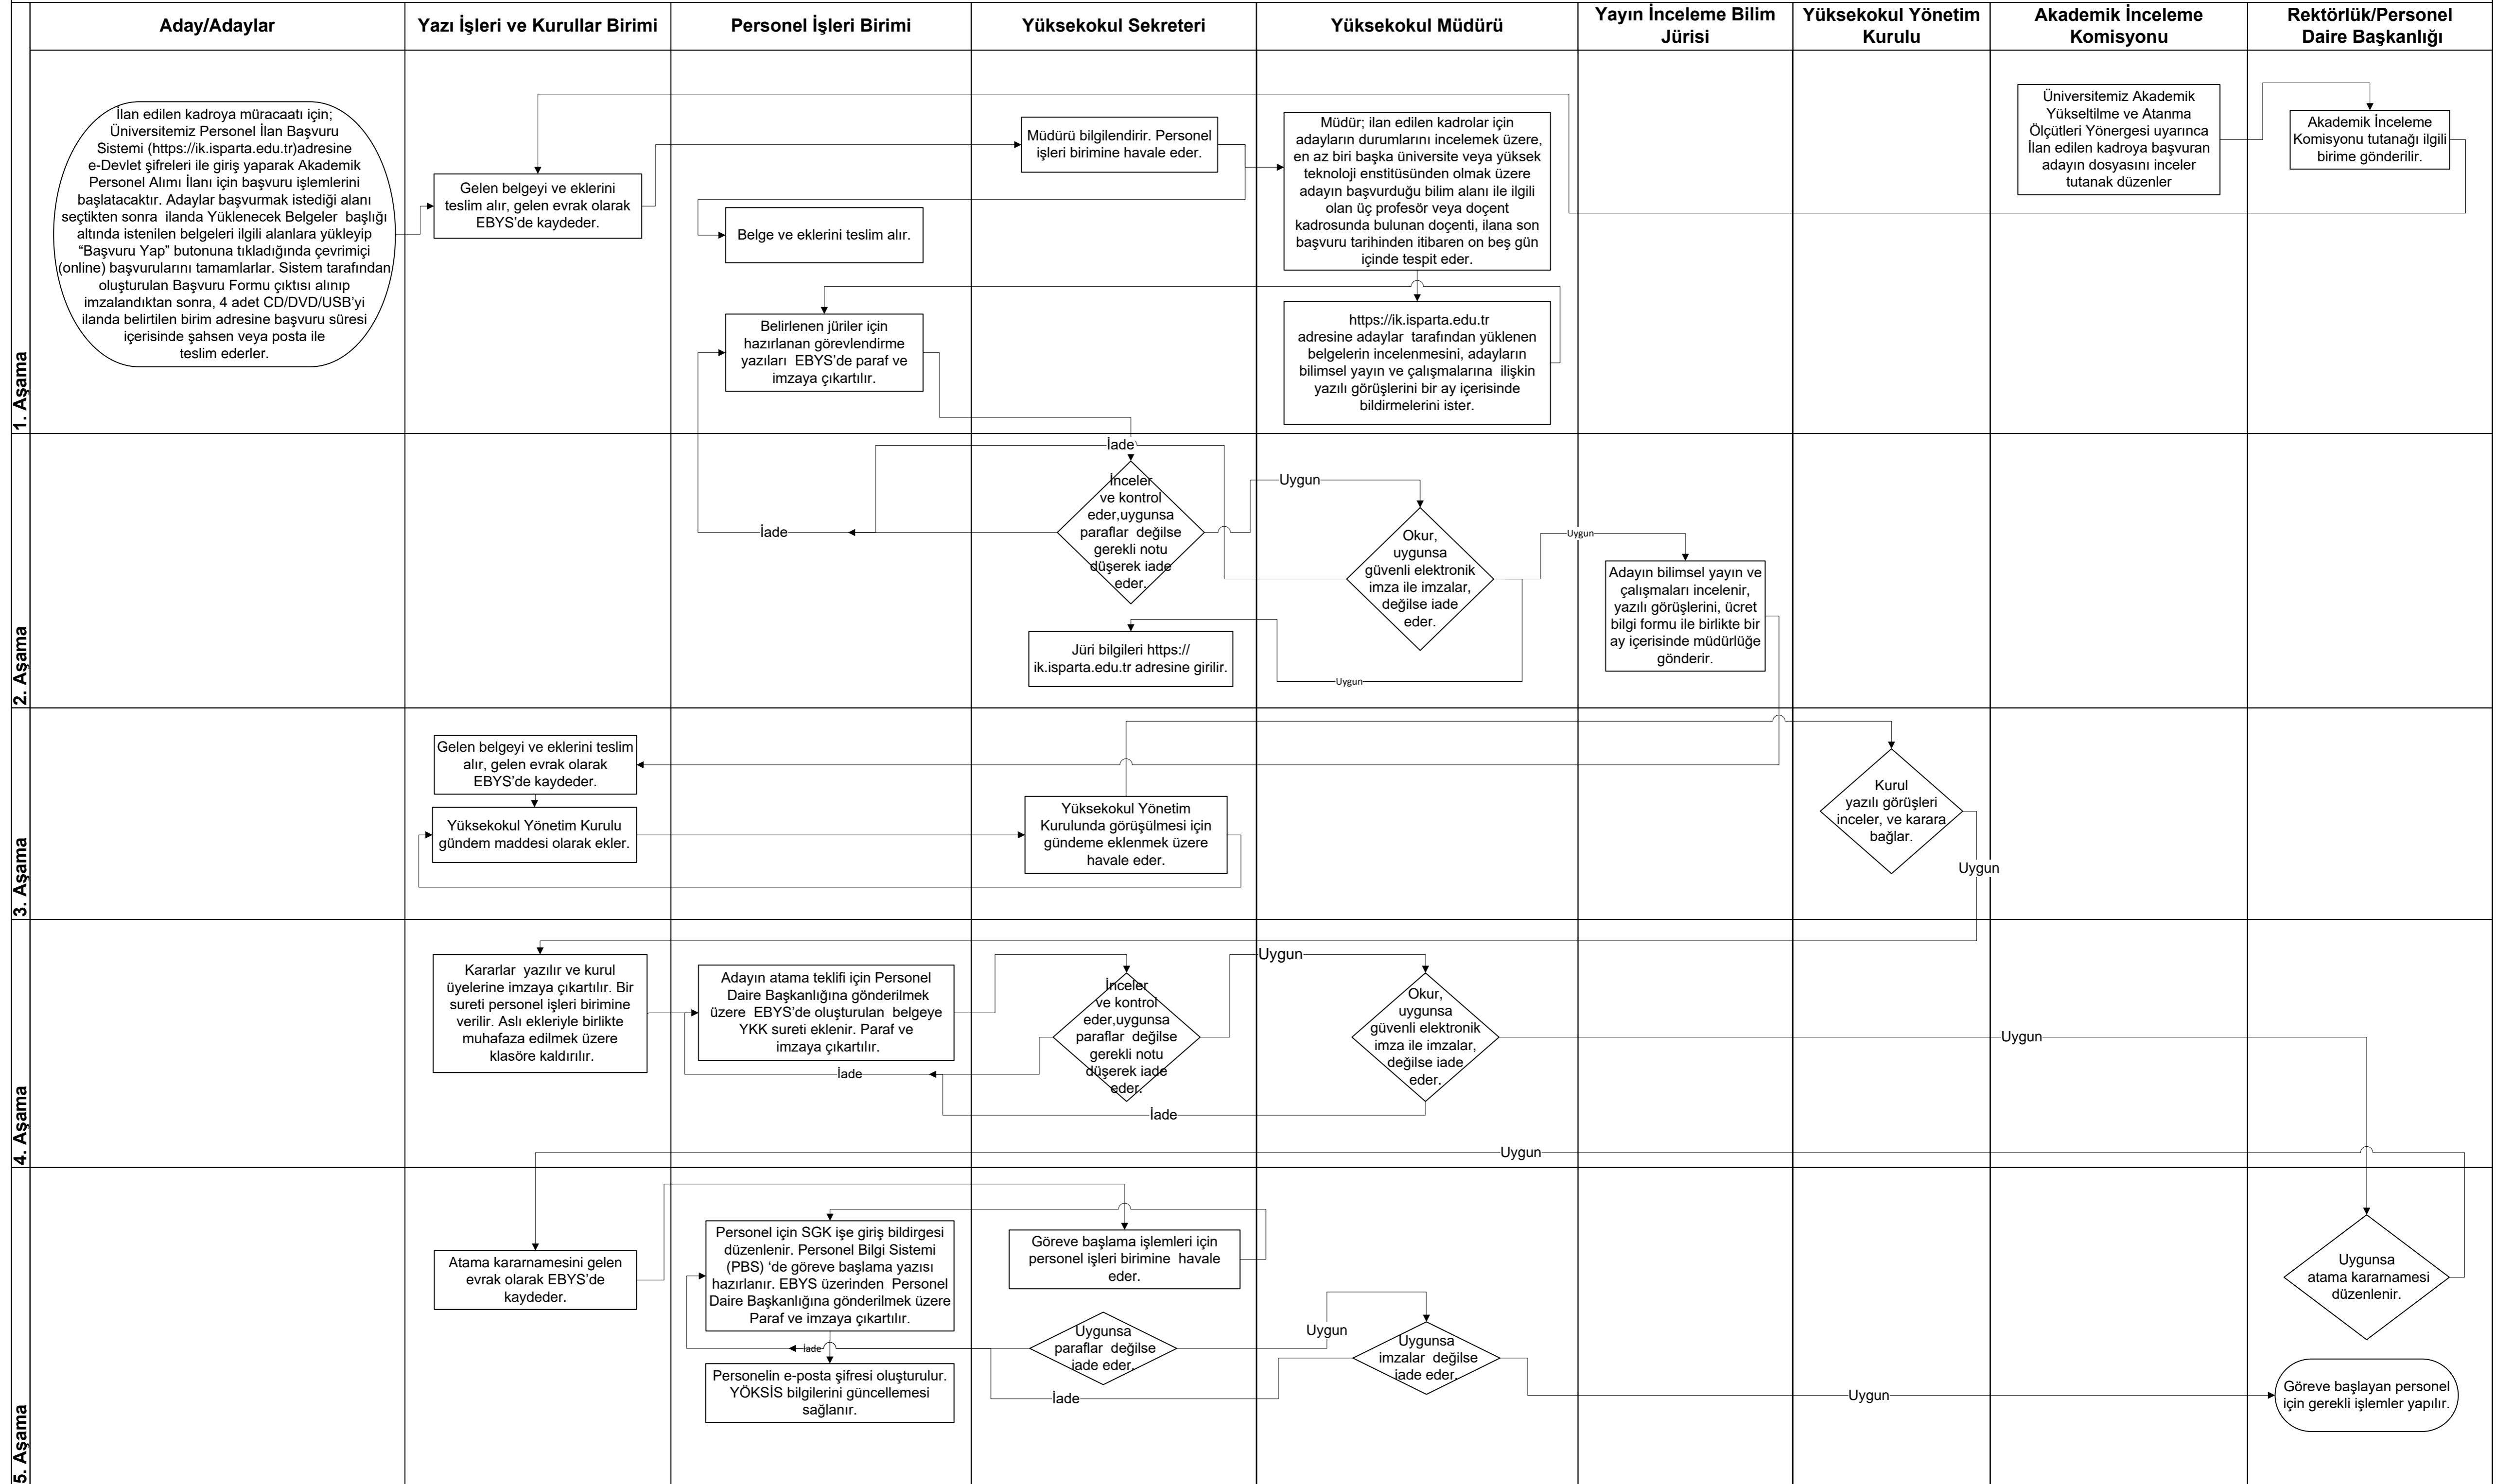 Aday/Adaylar
Yazı İşleri ve Kurullar Birimi
Personel İşleri Birimi
Yüksekokul Sekreteri
Yüksekokul Müdürü
Yayın İnceleme Bilim
Jürisi
Yüksekokul Yönetim
Kurulu
Akademik İnceleme
Komisyonu
Rektörlük/Personel
Daire Başkanlığı
1. Aşama
İlan edilen kadroya müracaatı için;
Üniversitemiz Personel İlan Başvuru
Sistemi (https://ik.isparta.edu.tr)adresine
e-Devlet şifreleri ile giriş yaparak Akademik
Personel Alımı İlanı için başvuru işlemlerini
başlatacaktır. Adaylar başvurmak istediği alanı
seçtikten sonra ilanda Yüklenecek Belgeler başlığı
altında istenilen belgeleri ilgili alanlara yükleyip
“Başvuru Yap” butonuna tıkladığında çevrimiçi
(online) başvurularını tamamlarlar. Sistem tarafından
oluşturulan Başvuru Formu çıktısı alınıp
imzalandıktan sonra, 4 adet CD/DVD/USB’yi
ilanda belirtilen birim adresine başvuru süresi
içerisinde şahsen veya posta ile
teslim ederler.
Gelen belgeyi ve eklerini
teslim alır, gelen evrak olarak
EBYS’de kaydeder.
Belge ve eklerini teslim alır.
Belirlenen jüriler için
hazırlanan görevlendirme
yazıları EBYS’de paraf ve
imzaya çıkartılır.
Müdürü bilgilendirir. Personel
işleri birimine havale eder.
Müdür; ilan edilen kadrolar için
adayların durumlarını incelemek üzere,
en az biri başka üniversite veya yüksek
teknoloji enstitüsünden olmak üzere
adayın başvurduğu bilim alanı ile ilgili
olan üç profesör veya doçent
kadrosunda bulunan doçenti, ilana son
başvuru tarihinden itibaren on beş gün
içinde tespit eder.
https://ik.isparta.edu.tr
adresine adaylar tarafından yüklenen
belgelerin incelenmesini, adayların
bilimsel yayın ve çalışmalarına ilişkin
yazılı görüşlerini bir ay içerisinde
bildirmelerini ister.
Üniversitemiz Akademik
Yükseltilme ve Atanma
Ölçütleri Yönergesi uyarınca
İlan edilen kadroya başvuran
adayın dosyasını inceler
tutanak düzenler
Akademik İnceleme
Komisyonu tutanağı ilgili
birime gönderilir.
2. Aşama
İade
İade
İnceler
ve kontrol
eder,uygunsa
paraflar değilse
gerekli notu
düşerek iade
eder.
Uygun
Okur,
uygunsa
güvenli elektronik
imza ile imzalar,
değilse iade
eder.
Uygun
Adayın bilimsel yayın ve
çalışmaları incelenir,
yazılı görüşlerini, ücret
bilgi formu ile birlikte bir
ay içerisinde müdürlüğe
gönderir.
Jüri bilgileri https://
ik.isparta.edu.tr adresine girilir.
Uygun
3. Aşama
Gelen belgeyi ve eklerini teslim
alır, gelen evrak olarak
EBYS’de kaydeder.
Yüksekokul Yönetim Kurulu
gündem maddesi olarak ekler.
Yüksekokul Yönetim
Kurulunda görüşülmesi için
gündeme eklenmek üzere
havale eder.
Kurul
yazılı görüşleri
inceler, ve karara
bağlar.
Uygun
4. Aşama
Kararlar yazılır ve kurul
üyelerine imzaya çıkartılır. Bir
sureti personel işleri birimine
verilir. Aslı ekleriyle birlikte
muhafaza edilmek üzere
klasöre kaldırılır.
Adayın atama teklifi için Personel
Daire Başkanlığına gönderilmek
üzere EBYS’de oluşturulan belgeye
YKK sureti eklenir. Paraf ve
imzaya çıkartılır.
İade
İnceler
ve kontrol
eder,uygunsa
paraflar değilse
gerekli notu
düşerek iade
eder.
İade
Uygun
Okur,
uygunsa
güvenli elektronik
imza ile imzalar,
değilse iade
eder.
Uygun
Uygun
5. Aşama
Atama kararnamesini gelen
evrak olarak EBYS’de
kaydeder.
Personel için SGK işe giriş bildirgesi
düzenlenir. Personel Bilgi Sistemi
(PBS) ‘de göreve başlama yazısı
hazırlanır. EBYS üzerinden Personel
Daire Başkanlığına gönderilmek üzere
Paraf ve imzaya çıkartılır.
İade
Personelin e-posta şifresi oluşturulur.
YÖKSİS bilgilerini güncellemesi
sağlanır.
Göreve başlama işlemleri için
personel işleri birimine havale
eder.
Uygunsa
paraflar değilse
iade eder.
İade
Uygun
Uygunsa
imzalar değilse
iade eder.
Uygun
Uygunsa
atama kararnamesi
düzenlenir.
Göreve başlayan personel
için gerekli işlemler yapılır.